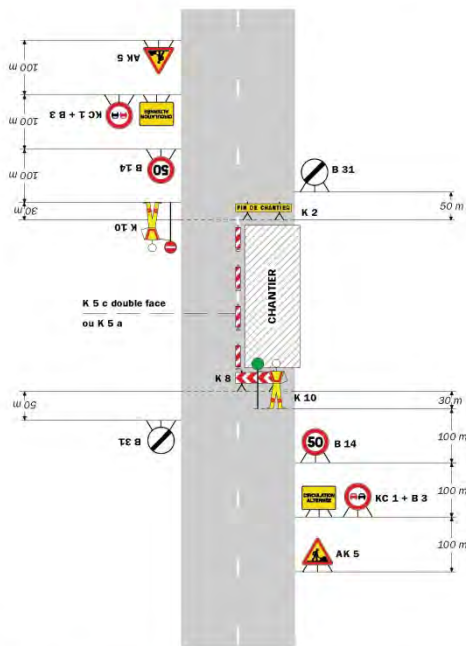 100 m
AK 5
100 m
KC 1 + B 3
CIRCULATION
ALTERNÉE
100 m
B 14
50
30 m
K 10
B 31
FIN DE CHANTIER
K 2
50 m
K 5 c double face
ou K 5 a
CHANTIER
K 8
K 10
50 m
B 31
30 m
50
B 14
100 m
CIRCULATION
ALTERNÉE
KC 1 + B 3
100 m
AK 5
100 m